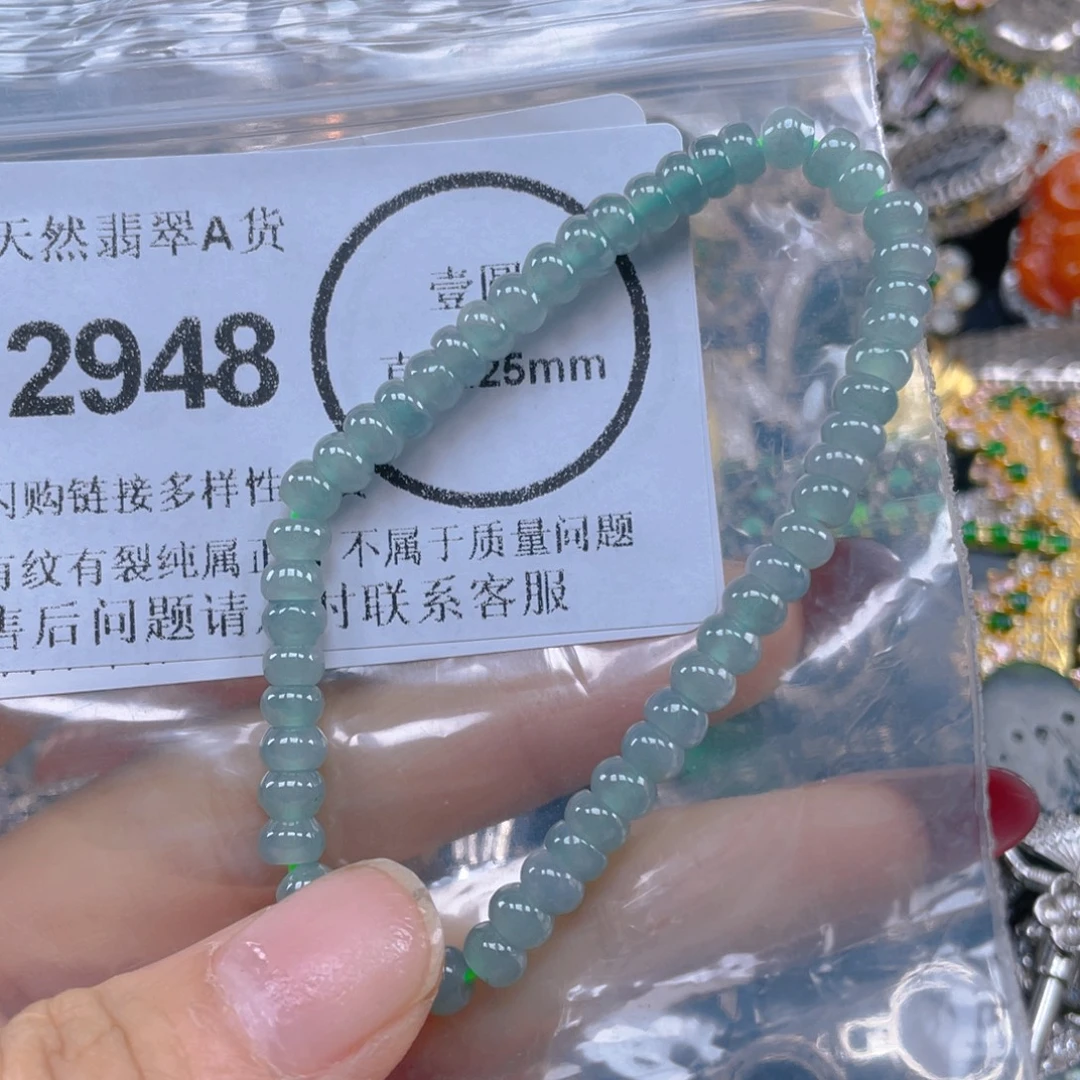 天然翡翠A货
2948
壹圆
25mm
购链接多样性
有纹有裂纯属正 不属于质量问题
售后问题请 时联系客服